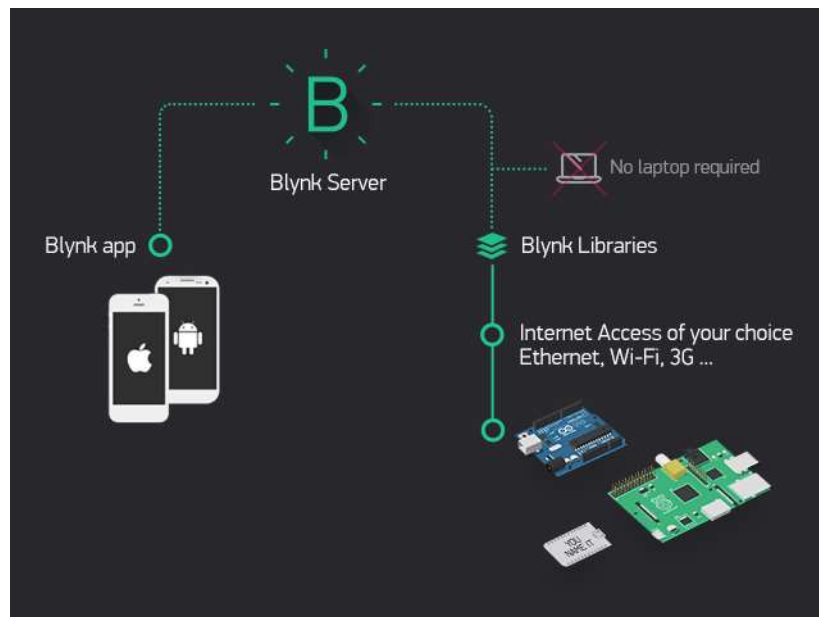 B
Blynk Server
No laptop required
Blynk app
Blynk Libraries
Internet Access of your choice
Ethernet, Wi-Fi, 3G ...
YOU
NAME IT